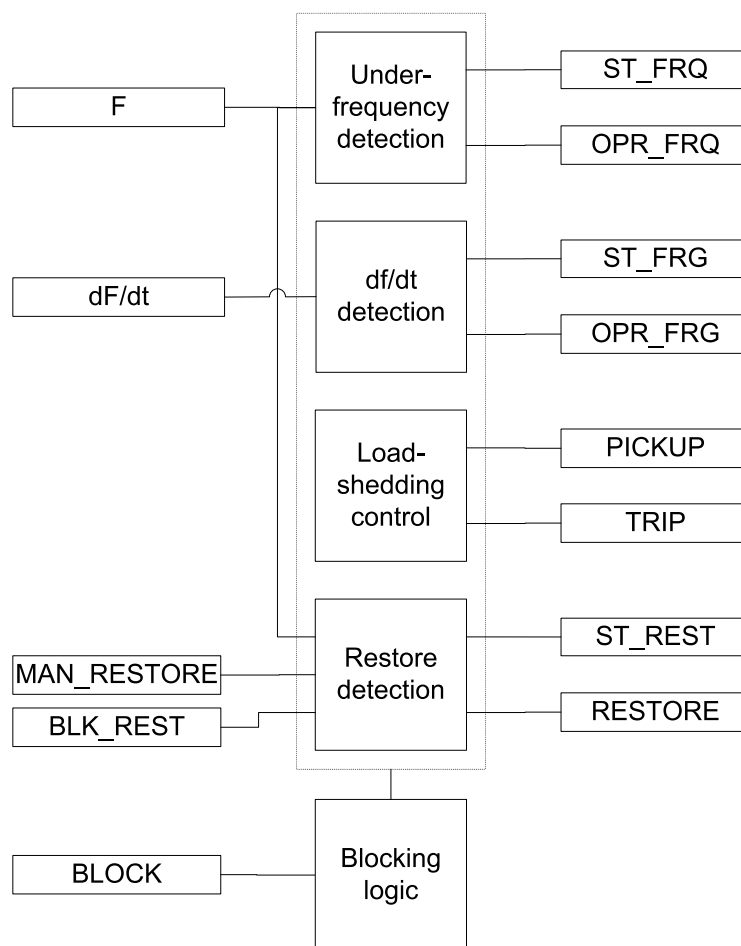 F
Under-
frequency
detection
ST_FRQ
OPR_FRQ
dF/dt
df/dt
detection
ST_FRG
OPR_FRG
Load-
shedding
control
PICKUP
TRIP
MAN_RESTORE
BLK_REST
Restore
detection
ST_REST
RESTORE
BLOCK
Blocking
logic